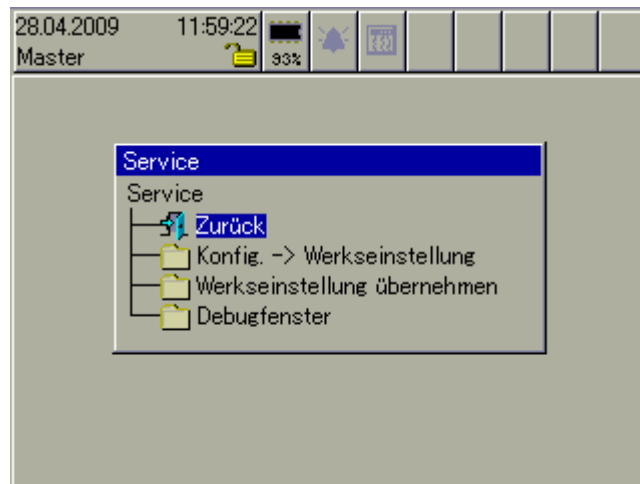 28.04.2009 11:59:22
Master 93%
Service
Service
Zurück
Konfig. -> Werkseinstellung
Werkseinstellung übernehmen
Debugfenster